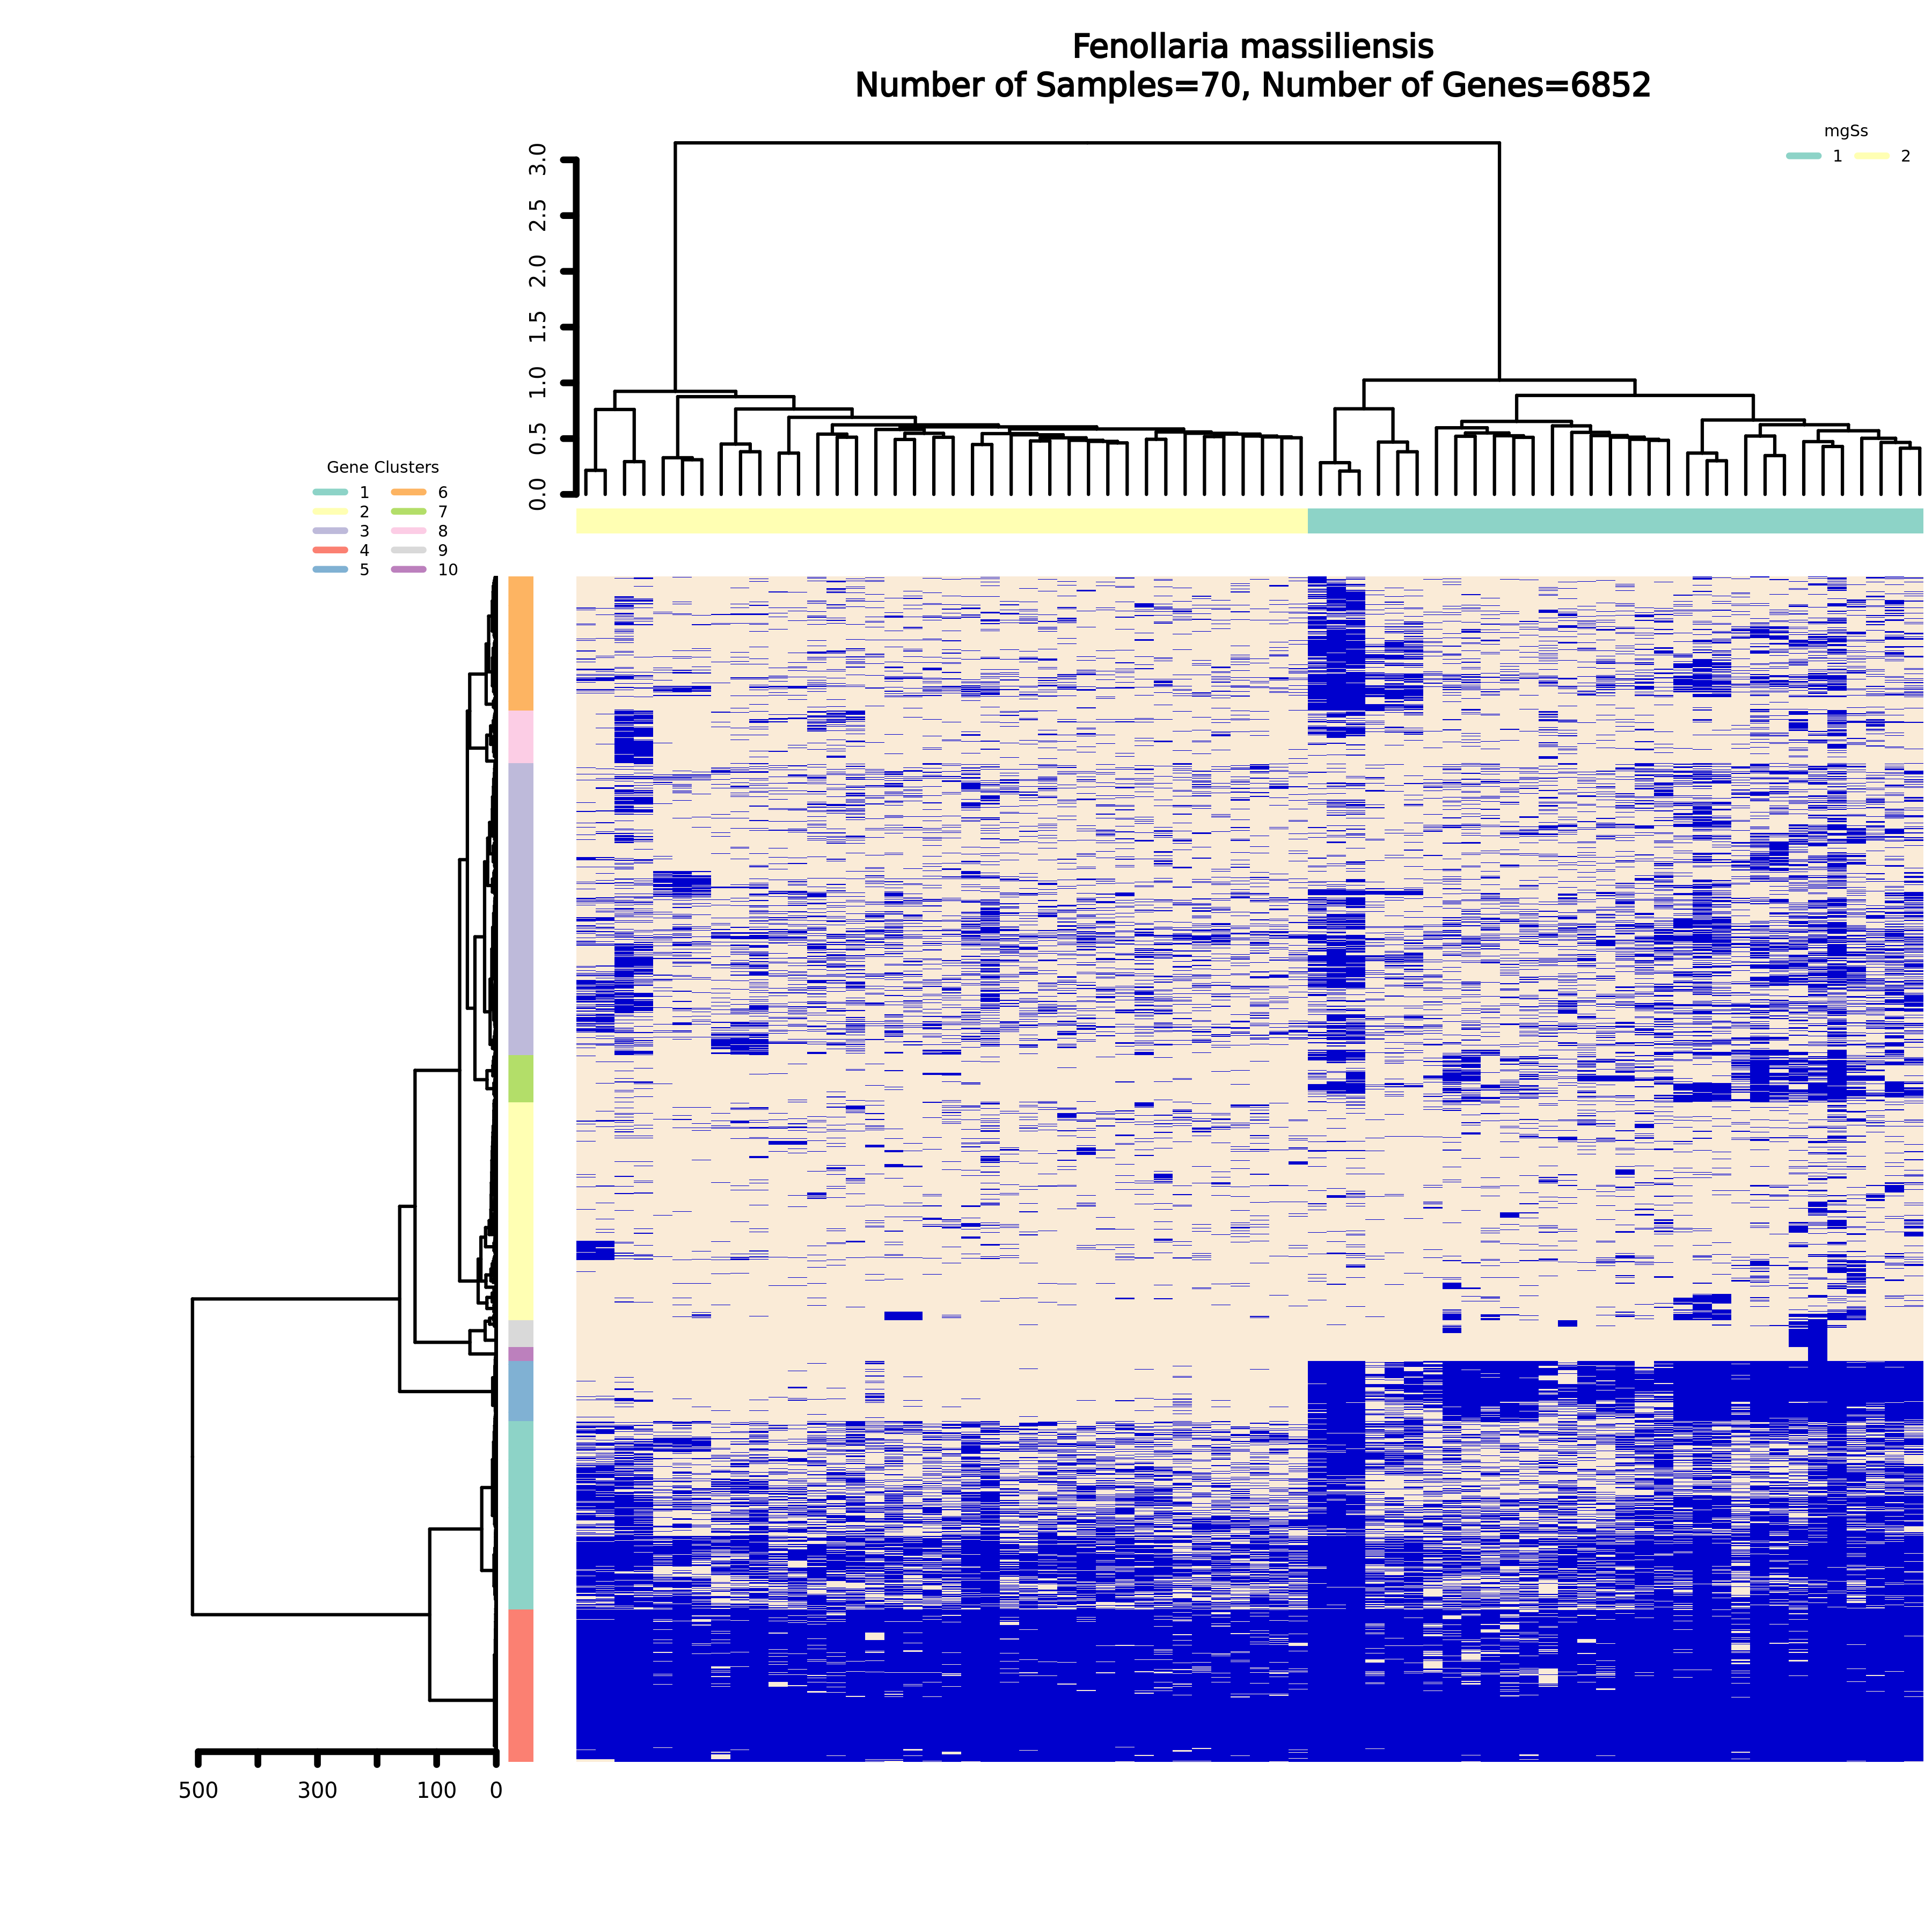 Fenollaria massiliensis
Number of Samples=70, Number of Genes=6852
mgSs
1 2
3.0
2.5
2.0
1.5
1.0
0.5
0.0
Gene Clusters
1 6
2 7
3 8
4 9
5 10
500 300 100 0